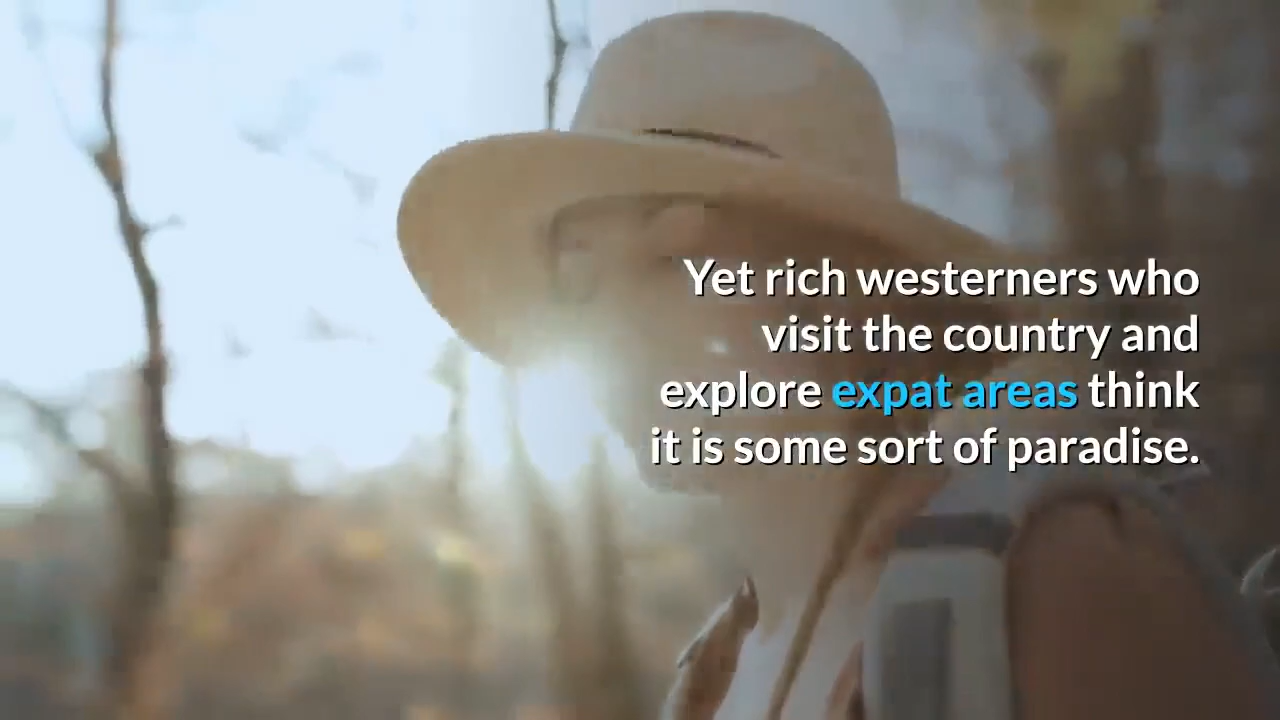 Yet rich westerners who
visit the country and
explore expat areas think
it is some sort of paradise.